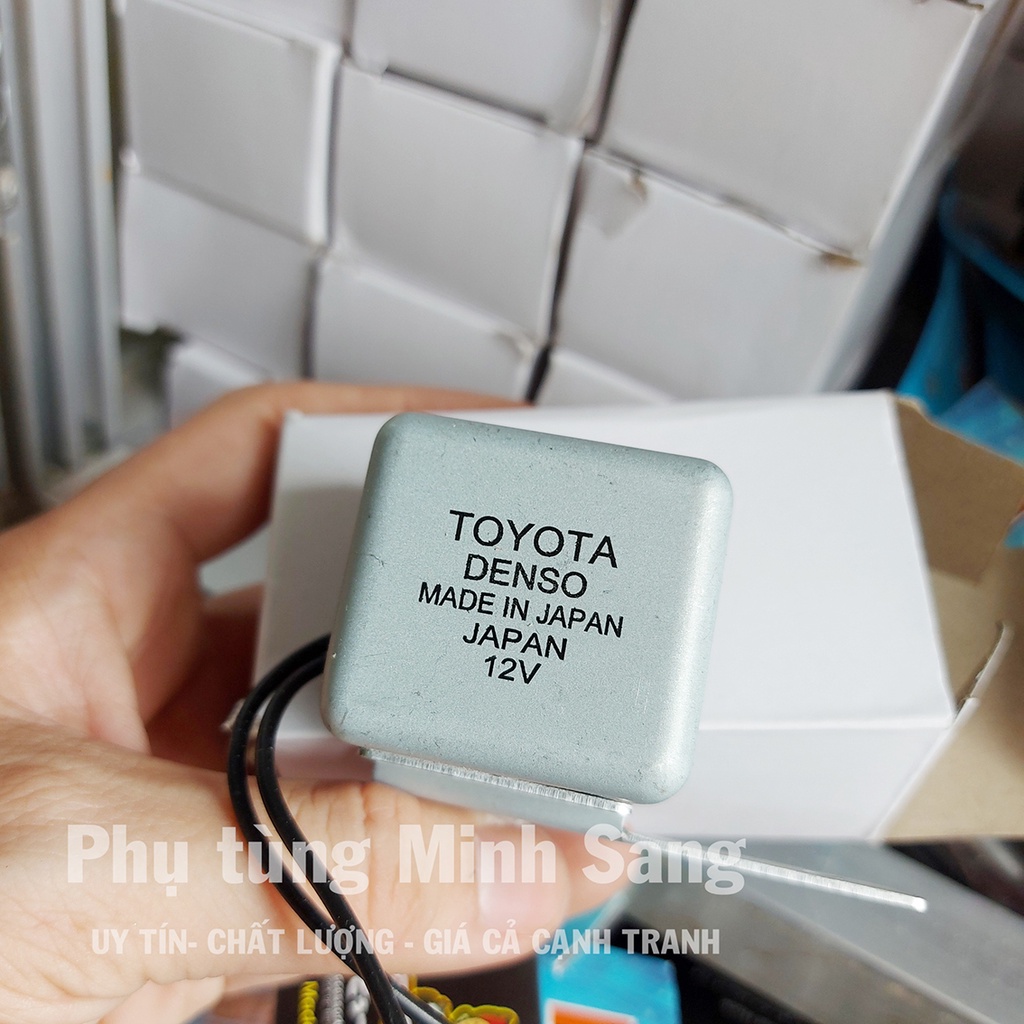 TOYOTA
DENSO
MADE IN JAPAN
JAPAN
12V
Phụ tùng Minh Sang
UY TÍN- CHẤT LƯỢNG - GIÁ CẢ CẠNH TRANH